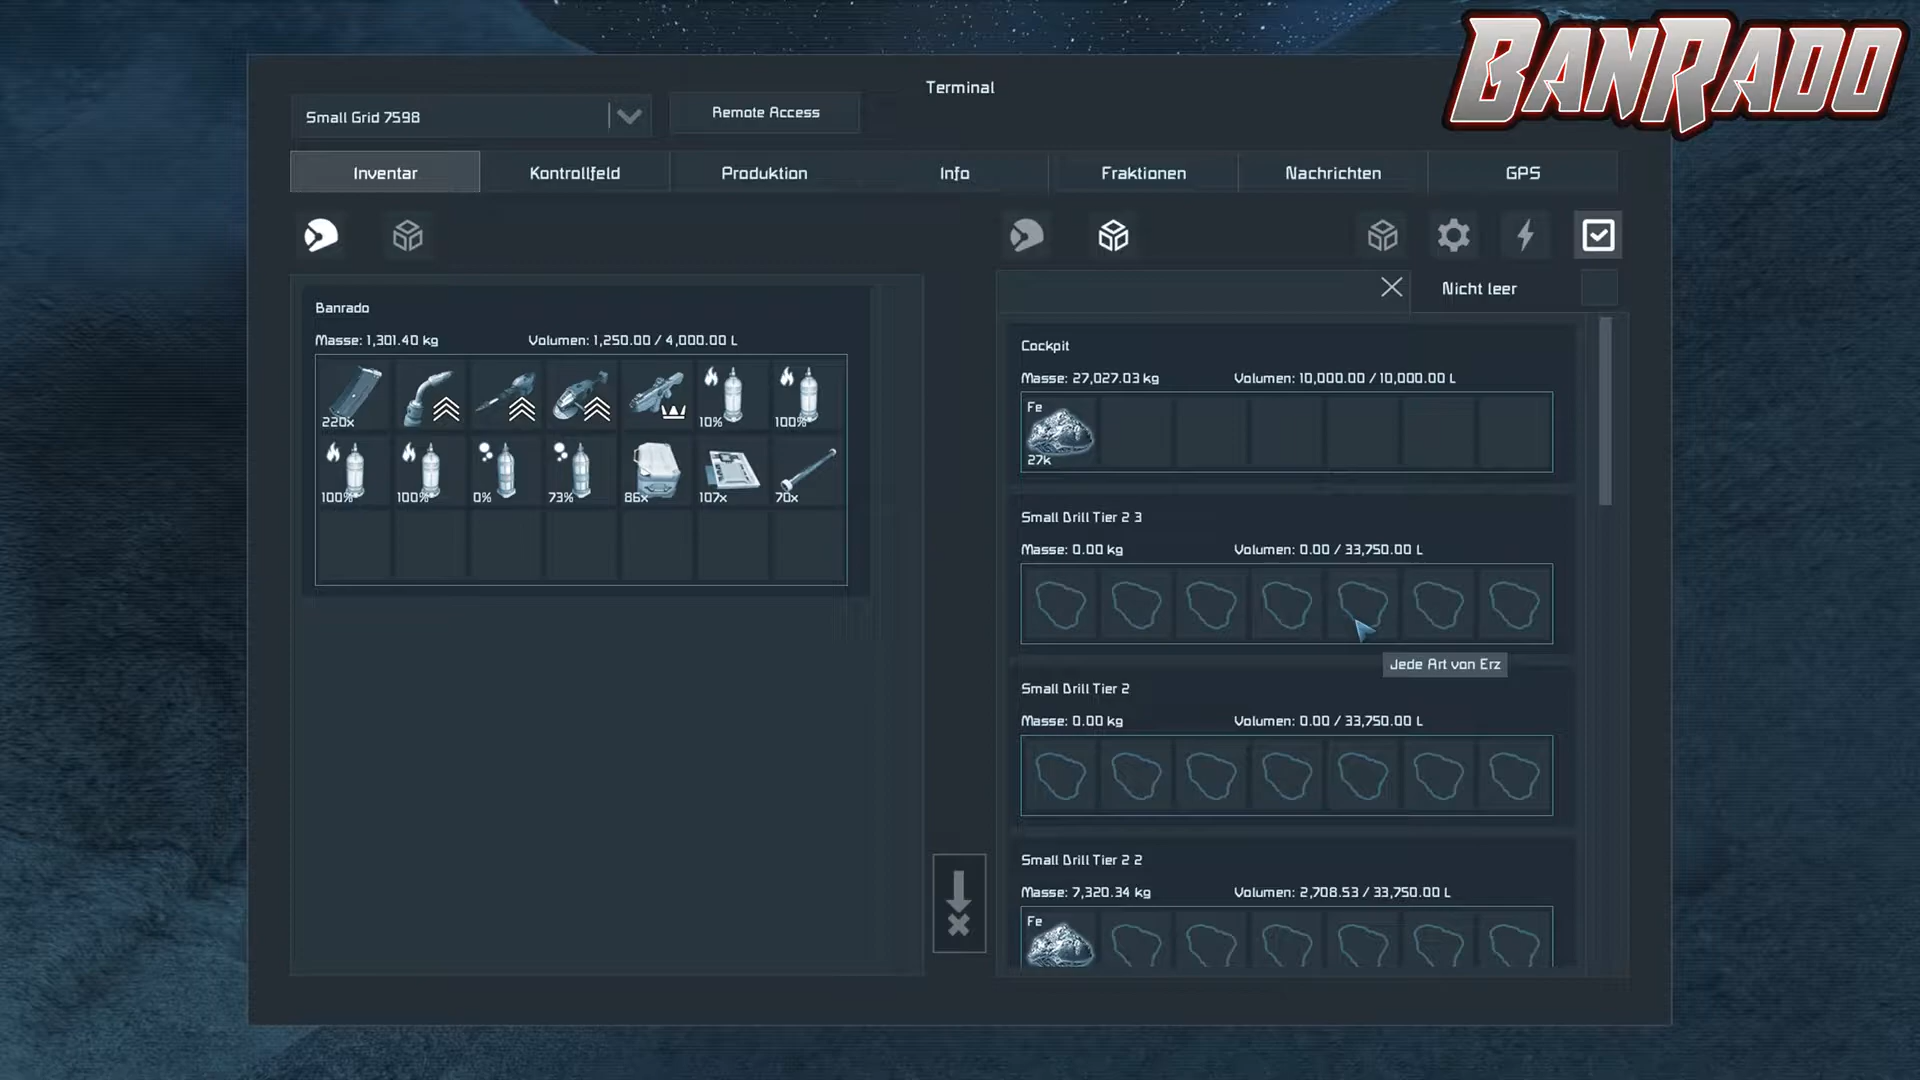 BANRADO
Terminal
Small Grid 7598
Remote Access
Inventar
Kontrollfeld
Produktion
Info
Fraktionen
Nachrichten
GPS
Nicht leer
Banrado
Masse: 1,301.40 kg
Volumen: 1,250.00 / 4,000.00 L
220x
10%
100%
100%
100%
0%
73%
86x
107x
70x
Cockpit
Masse: 27,027.03 kg
Volumen: 10,000.00 / 10,000.00 L
Fe
27k
Small Drill Tier 2 3
Masse: 0.00 kg
Volumen: 0.00 / 33,750.00 L
Jede Art von Erz
Small Drill Tier 2
Masse: 0.00 kg
Volumen: 0.00 / 33,750.00 L
Small Drill Tier 2 2
Masse: 7,320.34 kg
Volumen: 2,708.53 / 33,750.00 L
Fe